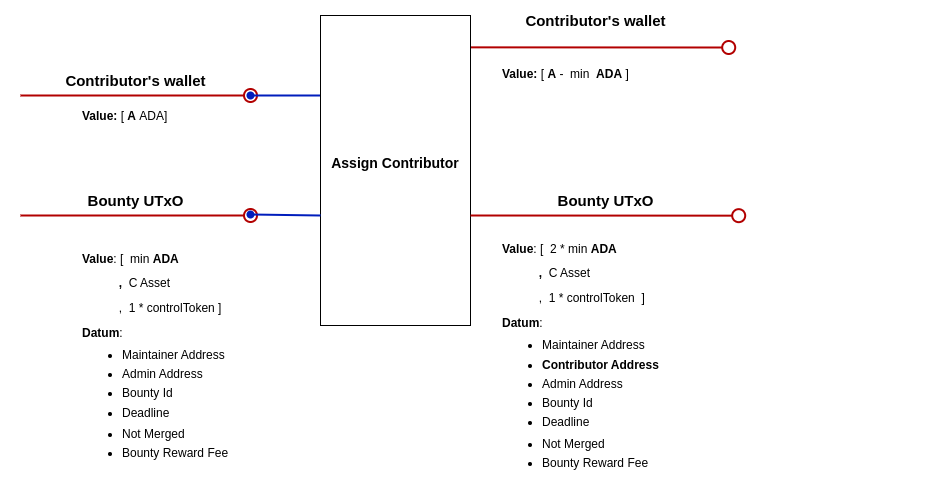 Contributor's wallet
Value: [ A ADA]
Bounty UTxO
Value: [ min ADA
, C Asset
, 1 * controlToken ]
Datum:
• Maintainer Address
• Admin Address
• Bounty Id
• Deadline
• Not Merged
• Bounty Reward Fee
Assign Contributor
Contributor's wallet
Value: [ A - min ADA ]
Bounty UTxO
Value: [ 2 * min ADA
, C Asset
, 1 * controlToken ]
Datum:
• Maintainer Address
• Contributor Address
• Admin Address
• Bounty Id
• Deadline
• Not Merged
• Bounty Reward Fee